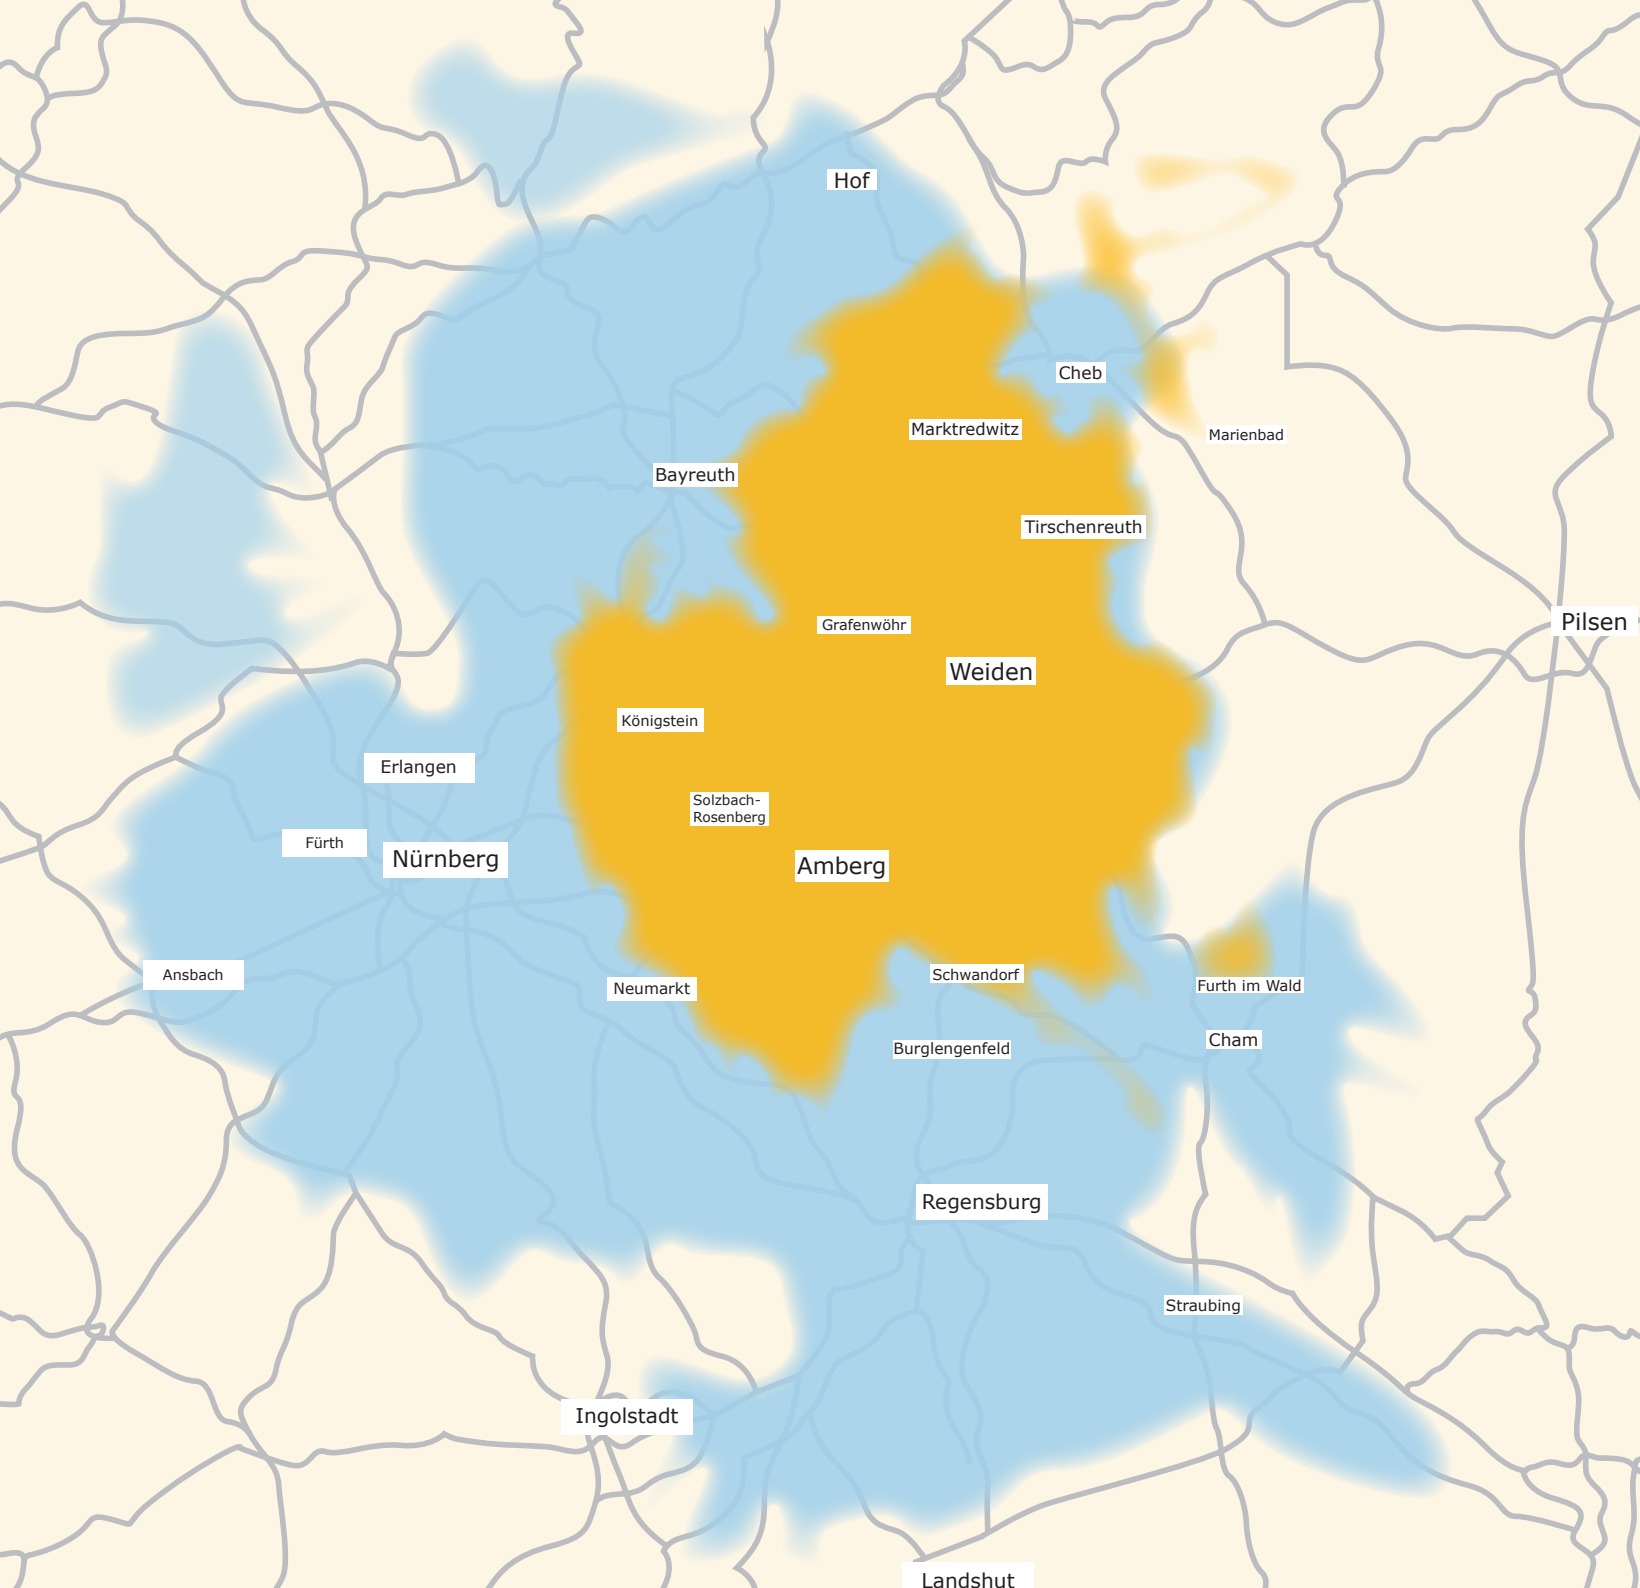 Hof
Cheb
Marktredwitz
Marienbad
Bayreuth
Tirschenreuth
Grafenwöhr
Pilsen
Weiden
Königstein
Erlangen
Solzbach-
Rosenberg
Fürth
Nürnberg
Amberg
Ansbach
Schwandorf
Neumarkt
Furth im Wald
Cham
Burglengenfeld
Regensburg
Straubing
Ingolstadt
Landshut